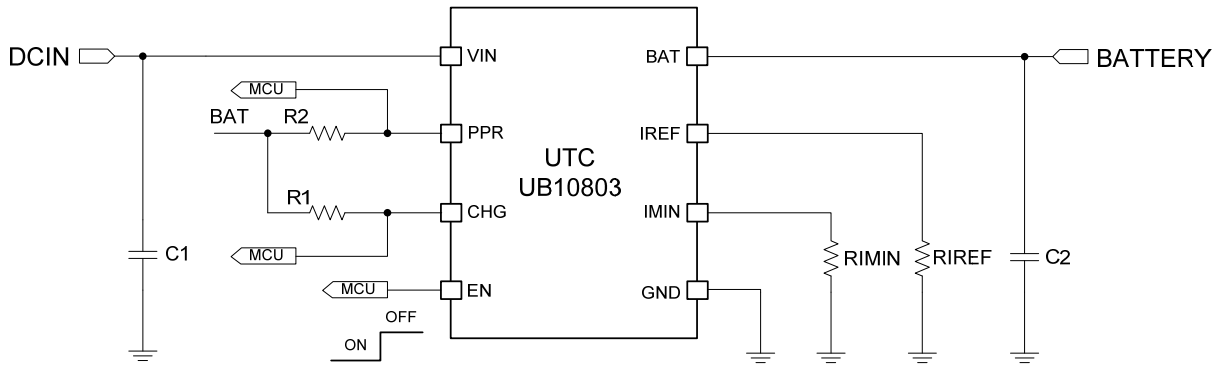 DCIN
VIN
BAT
BATTERY
MCU
BAT
R2
PPR
IREF
UTC
UB10803
R1
CHG
IMIN
MCU
C1
RIMIN
RIREF
C2
MCU
EN
GND
OFF
ON